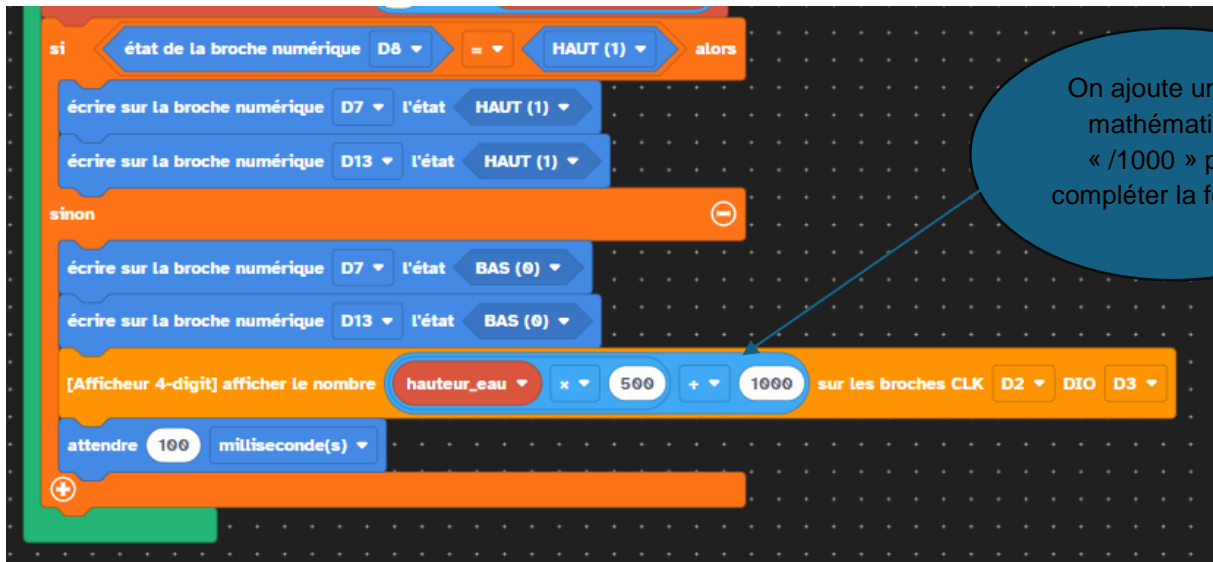 si état de la broche numérique D8 = HAUT (1) alors
écrire sur la broche numérique D7 l'état HAUT (1)
écrire sur la broche numérique D13 l'état HAUT (1)
sinon
écrire sur la broche numérique D7 l'état BAS (0)
écrire sur la broche numérique D13 l'état BAS (0)
[Afficheur 4-digit] afficher le nombre hauteur_eau × 500 ÷ 1000 sur les broches CLK D2 DIO D3
attendre 100 milliseconde(s)
On ajoute
« /1000 »
compléter la